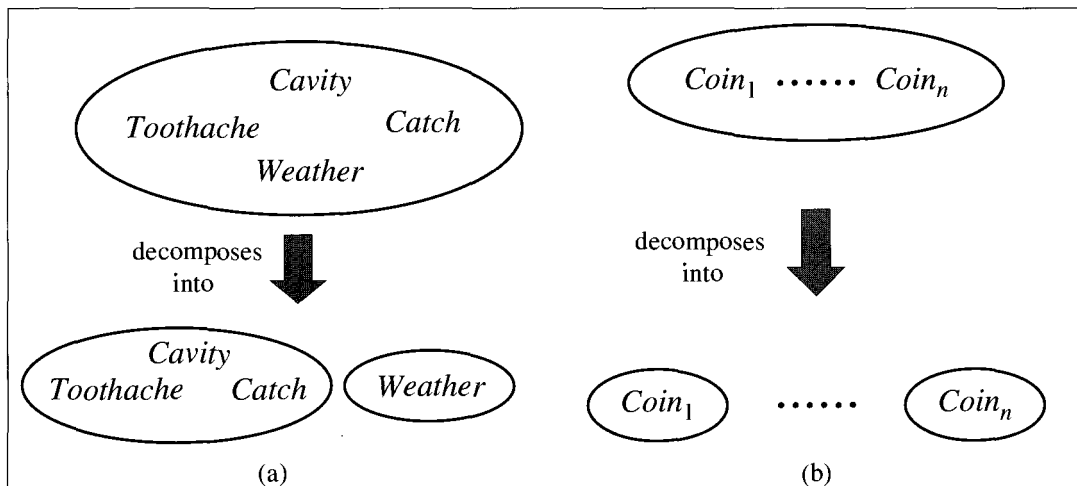 Cavity
Toothache Catch
Weather
decomposes
into
Cavity
Toothache Catch
Weather
(a)
Coin₁ ...... Coinₙ
decomposes
into
Coin₁ ...... Coinₙ
(b)